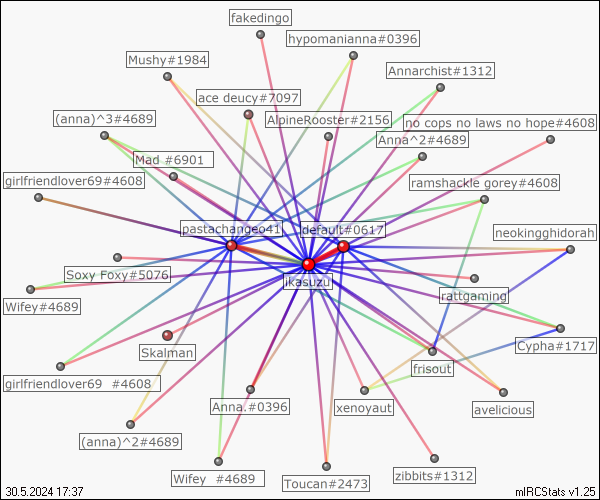 fakedingo
hypomanianna#0396
Mushy#1984
Annarchist#1312
ace deucy#7097
(anna)^3#4689
AlpineRooster#2156
no cops no laws no hope#4608
Anna^2#4689
Mad #6901
girlfriendlover69#4608
ramshackle gorey#4608
pastachangeo41
default#0617
neokingghidorah
Soxy Foxy#5076
ikasuzu
rattgaming
Wifey#4689
Skalman
Cypha#1717
frisout
girlfriendlover69 #4608
Anna.#0396
xenoyaut
avelicious
(anna)^2#4689
Wifey #4689
Toucan#2473
zibbits#1312
30.5.2024 17:37
mIRCStats v1.25